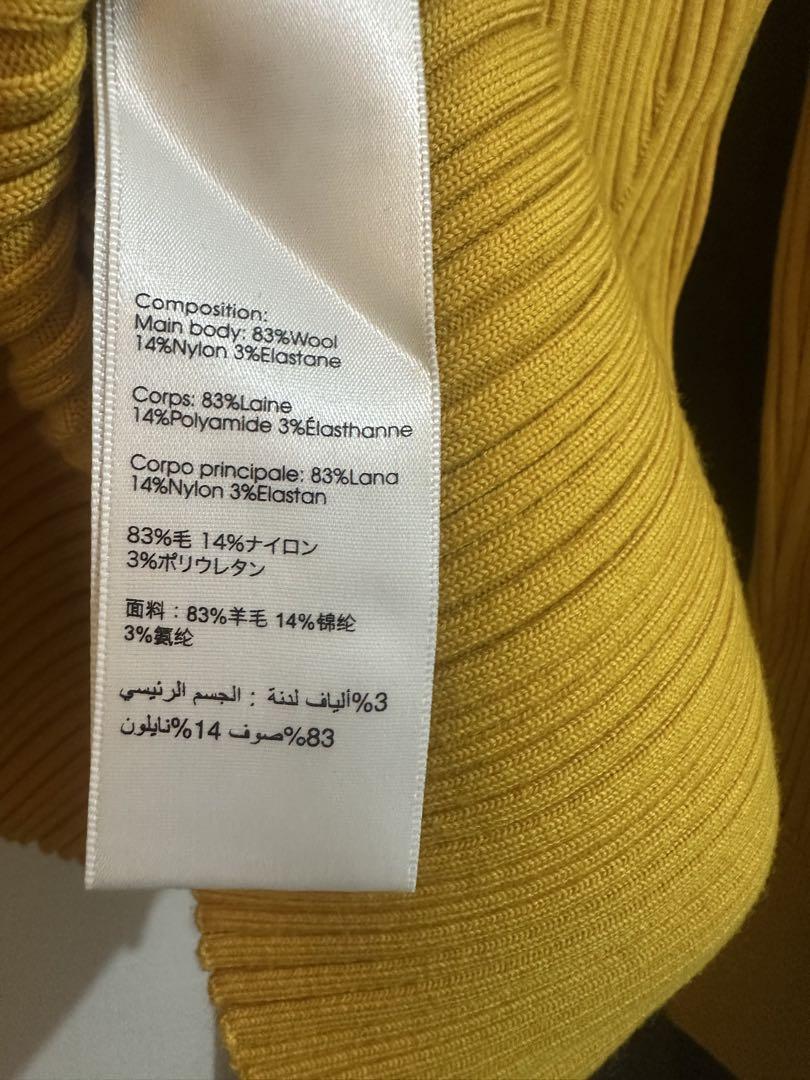 Composition:
Main body: 83%Wool
14%Nylon 3%Elastane
Corps: 83%Laine
14%Polyamide 3%Élasthanne
Corpo principale: 83%Lana
14%Nylon 3%Elastan
83%毛 14%ナイロン
3%ポリウレタン
面料：83%羊毛 14%锦纶
3%氨纶
3%ألياف لدنة : الجسم الرئيسي
83%صوف 14%نايلون